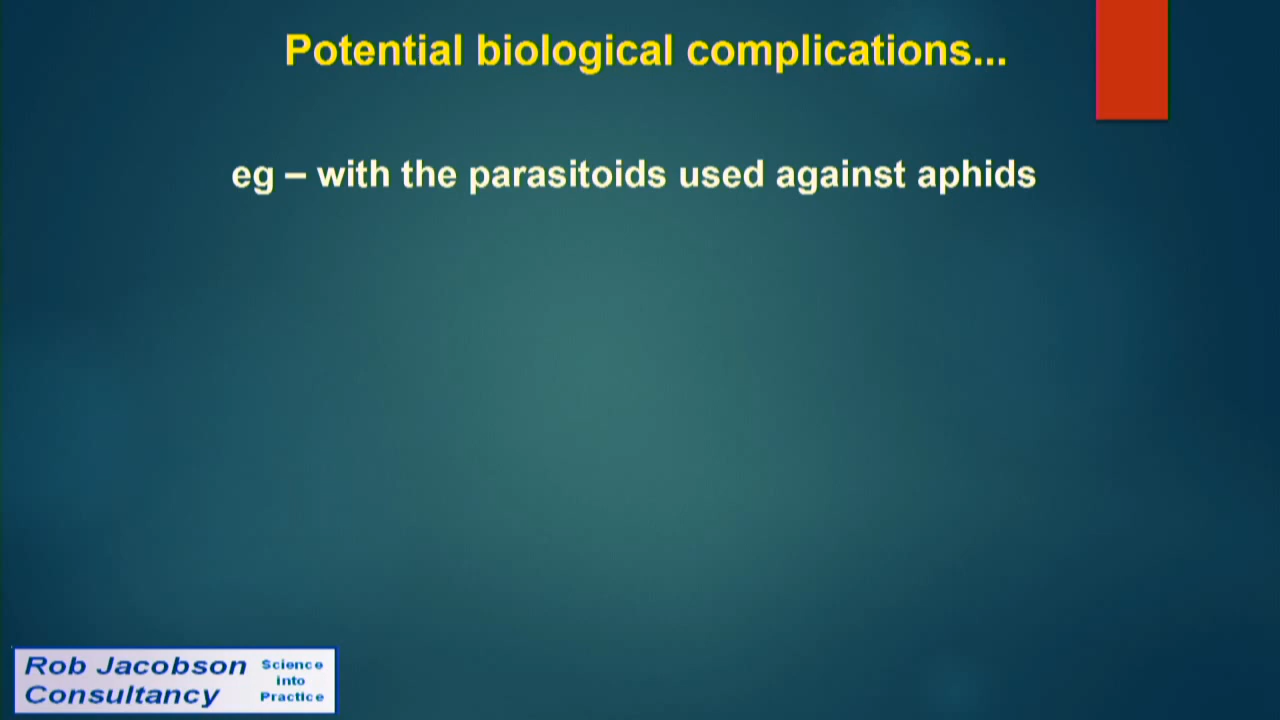 Potential biological complications...
eg – with the parasitoids used against aphids
Rob Jacobson
Consultancy
Science
into
Practice